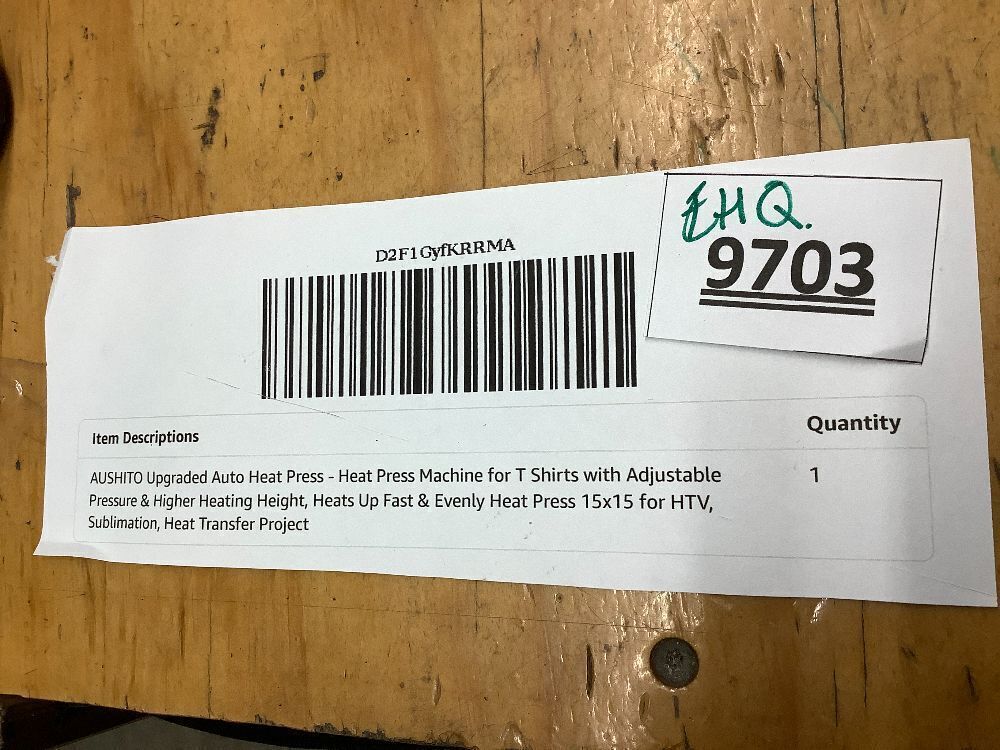 EHQ.
9703
D2F1GyfKRRMA
Item Descriptions Quantity
AUSHITO Upgraded Auto Heat Press - Heat Press Machine for T Shirts with Adjustable 1
Pressure & Higher Heating Height, Heats Up Fast & Evenly Heat Press 15x15 for HTV,
Sublimation, Heat Transfer Project